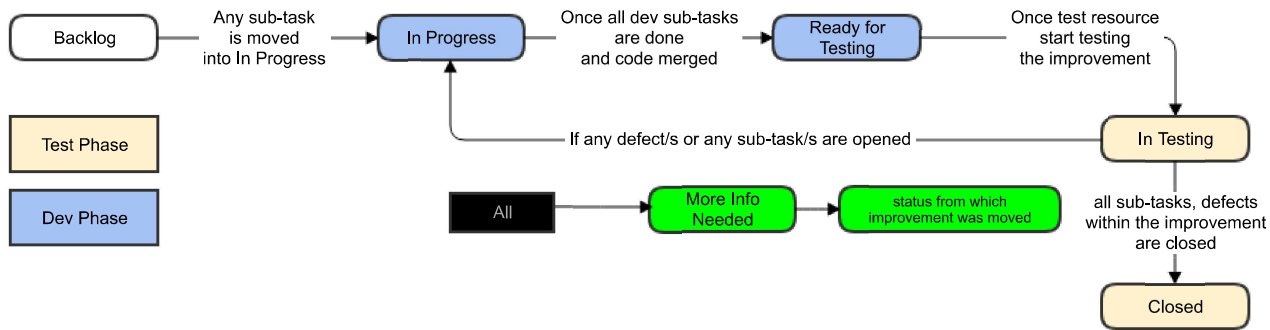 Backlog
Any sub-task
is moved
into In Progress
In Progress
Once all dev sub-tasks
are done
and code merged
Ready for
Testing
Once test resource
start testing
the improvement
Test Phase
If any defect/s or any sub-task/s are opened
In Testing
Dev Phase
All
More Info
Needed
status from which
improvement was moved
all sub-tasks, defects
within the improvement
are closed
Closed